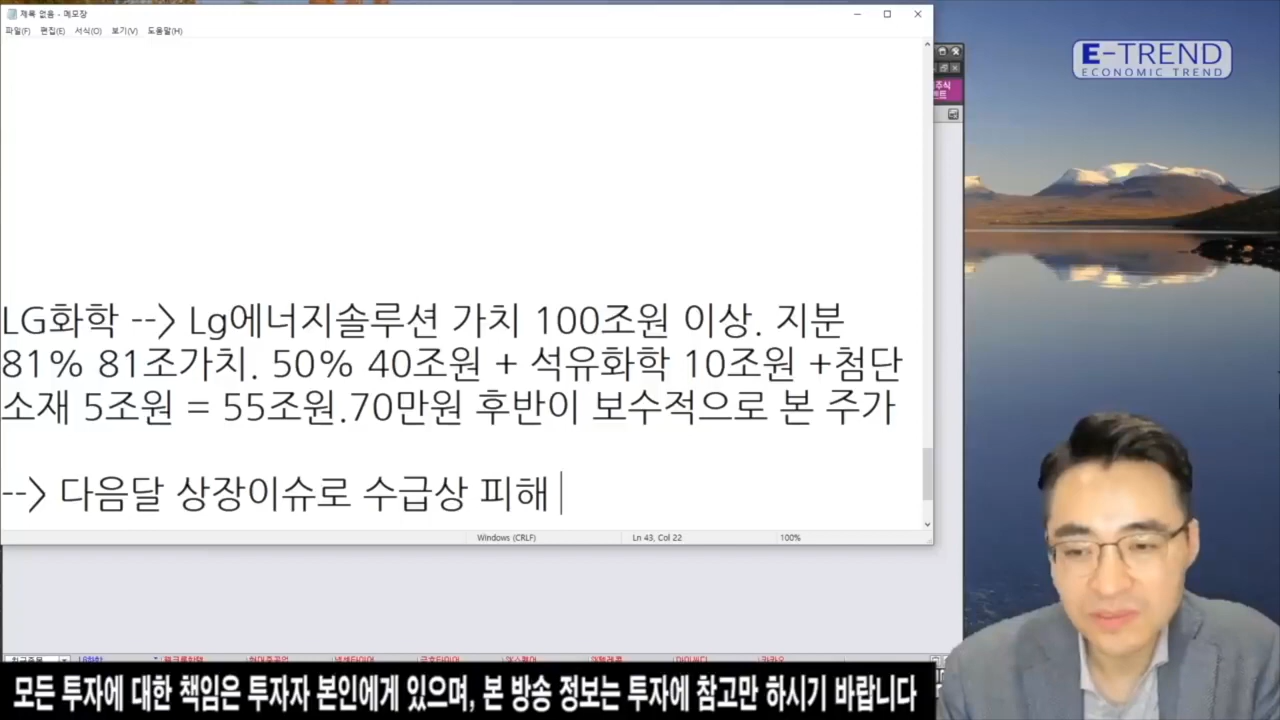 제목 없음 - 메모장
파일(F) 편집(E) 서식(O) 보기(V) 도움말(H)
E-TREND
ECONOMIC TREND
주식
LG화학 --> Lg에너지솔루션 가치 100조원 이상. 지분
81% 81조가치. 50% 40조원 + 석유화학 10조원 +첨단
소재 5조원 = 55조원.70만원 후반이 보수적으로 본 주가
--> 다음달 상장이슈로 수급상 피해
Windows (CRLF) Ln 43, Col 22 100%
모든 투자에 대한 책임은 투자자 본인에게 있으며, 본 방송 정보는 투자에 참고만 하시기 바랍니다